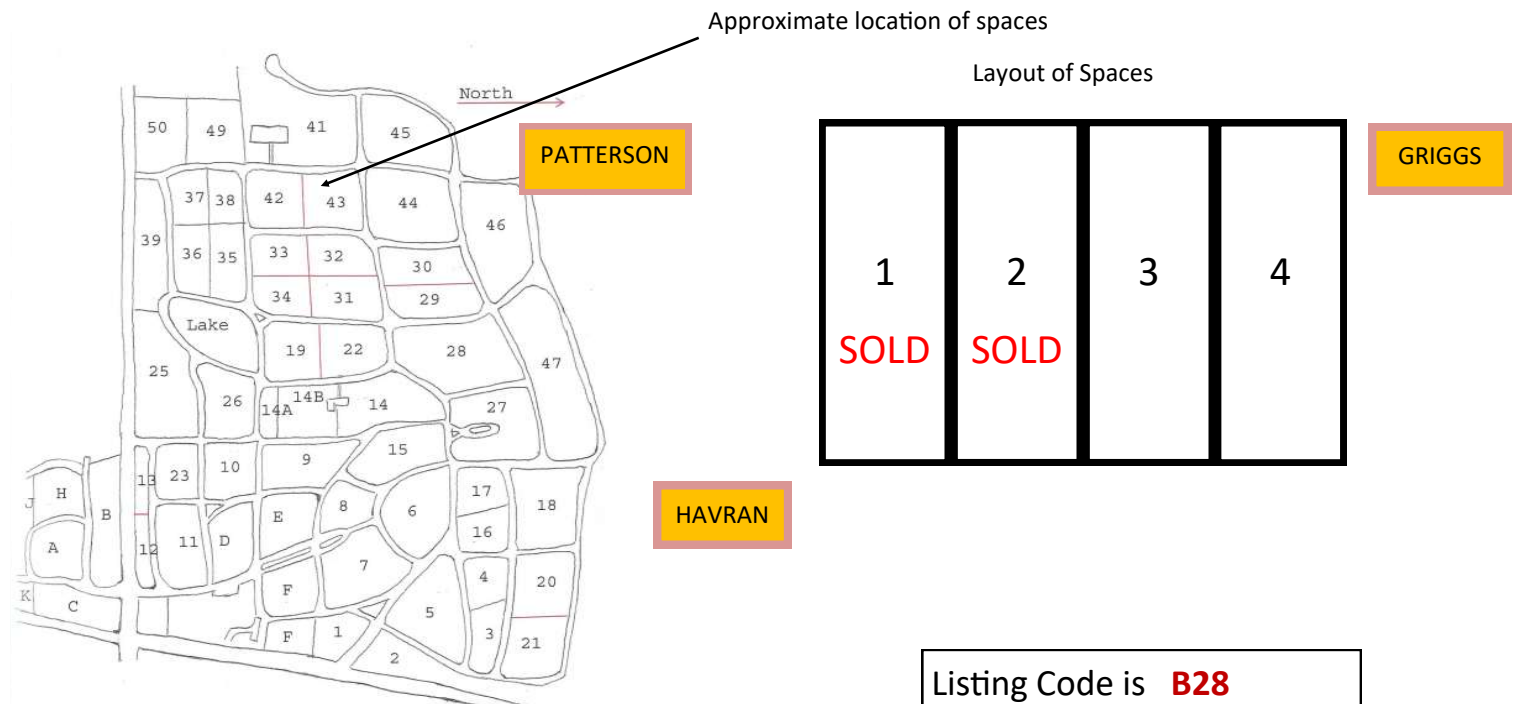 Approximate location of spaces
Layout of Spaces
North
PATTERSON
GRIGGS
50 49 41 45
37 38 42 43 44
46
39 36 35 33 32 30
34 31 29
Lake
25 19 22 28 47
26 14A 14B 14 27
15
13 23 10 9
J H B E 8 6 17 18
16
A 12 11 D
7 4 20
K C F 5
F 1 3 21
2
1 2 3 4
SOLD SOLD
HAVRAN
Listing Code is B28